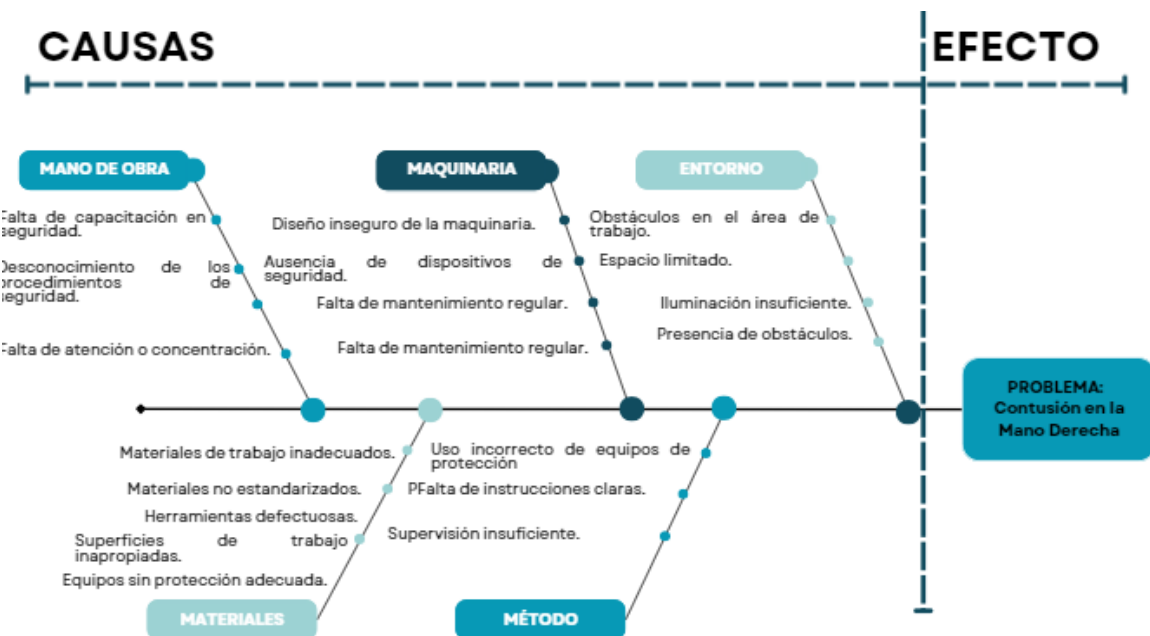 CAUSAS
EFECTO
MANO DE OBRA
Falta de capacitación en
seguridad.
Desconocimiento de los
procedimientos de
seguridad.
Falta de atención o concentración.
MAQUINARIA
Diseño inseguro de la maquinaria.
Ausencia de dispositivos de
seguridad.
Falta de mantenimiento regular.
Falta de mantenimiento regular.
ENTORNO
Obstáculos en el área de
trabajo.
Espacio limitado.
Iluminación insuficiente.
Presencia de obstáculos.
PROBLEMA:
Contusión en la
Mano Derecha
Materiales de trabajo inadecuados.
Materiales no estandarizados.
Herramientas defectuosas.
Superficies de trabajo
inapropiadas.
Equipos sin protección adecuada.
MATERIALES
Uso incorrecto de equipos de
protección
PFalta de instrucciones claras.
Supervisión insuficiente.
MÉTODO